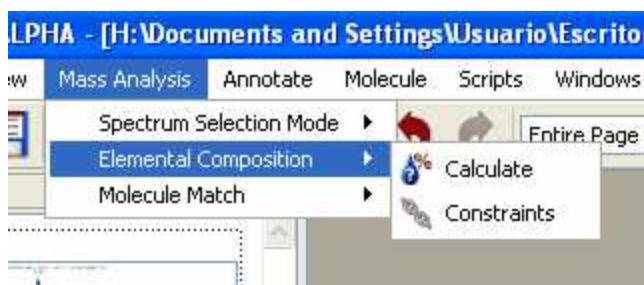 LPHA - [H:\Documents and Settings\Usuario\Escrito
ew Mass Analysis Annotate Molecule Scripts Windows
Spectrum Selection Mode
Entire Page
Elemental Composition
Calculate
Molecule Match
Constraints